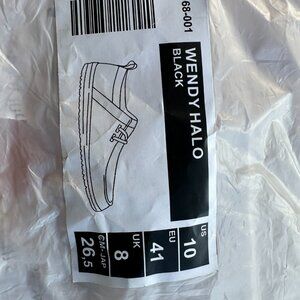 68-001
WENDY HALO
BLACK
US
10
EU
41
UK
8
CM-JAP
26,5